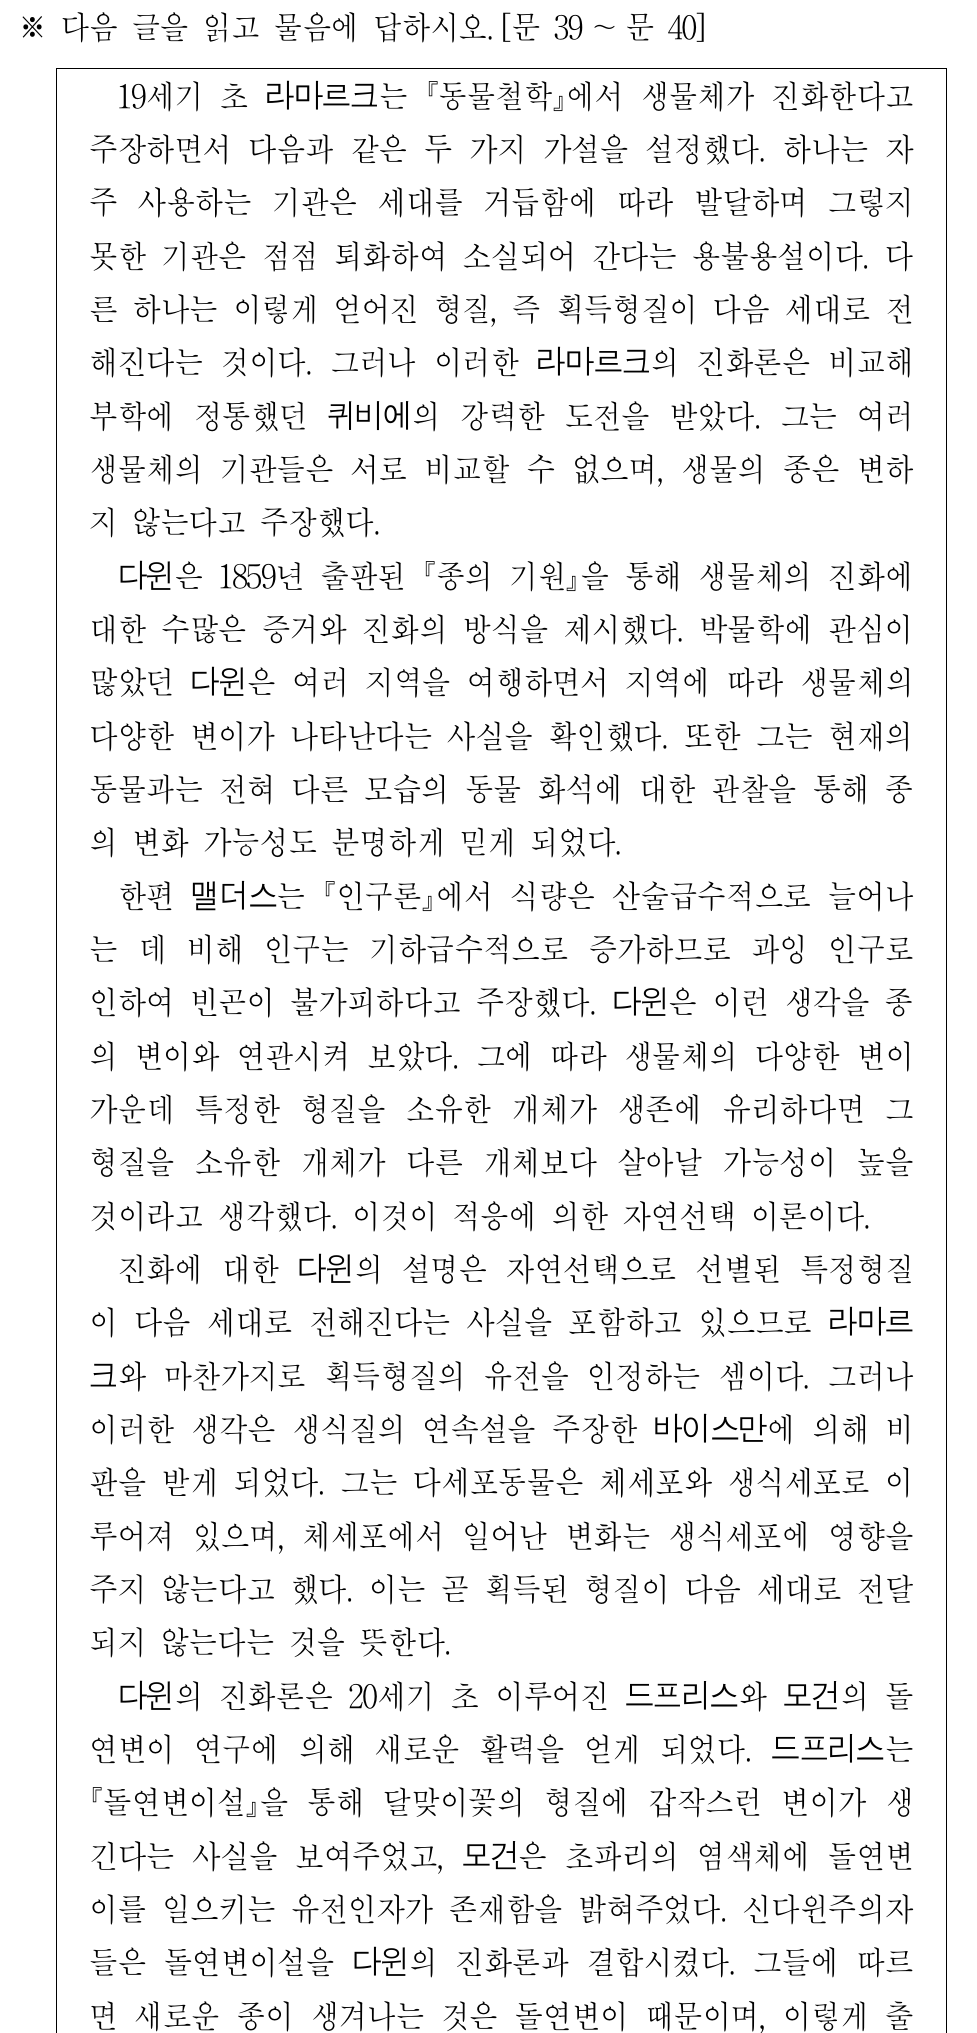 ※ 다음 글을 읽고 물음에 답하시오. [문 39 ~ 문 40]
19세기 초 라마르크는 『동물철학』에서 생물체가 진화한다고
주장하면서 다음과 같은 두 가지 가설을 설정했다. 하나는 자
주 사용하는 기관은 세대를 거듭함에 따라 발달하며 그렇지
못한 기관은 점점 퇴화하여 소실되어 간다는 용불용설이다. 다
른 하나는 이렇게 얻어진 형질, 즉 획득형질이 다음 세대로 전
해진다는 것이다. 그러나 이러한 라마르크의 진화론은 비교해
부학에 정통했던 퀴비에의 강력한 도전을 받았다. 그는 여러
생물체의 기관들은 서로 비교할 수 없으며, 생물의 종은 변하
지 않는다고 주장했다.
다윈은 1859년 출판된 『종의 기원』을 통해 생물체의 진화에
대한 수많은 증거와 진화의 방식을 제시했다. 박물학에 관심이
많았던 다윈은 여러 지역을 여행하면서 지역에 따라 생물체의
다양한 변이가 나타난다는 사실을 확인했다. 또한 그는 현재의
동물과는 전혀 다른 모습의 동물 화석에 대한 관찰을 통해 종
의 변화 가능성도 분명하게 믿게 되었다.
한편 맬더스는 『인구론』에서 식량은 산술급수적으로 늘어나
는 데 비해 인구는 기하급수적으로 증가하므로 과잉 인구로
인하여 빈곤이 불가피하다고 주장했다. 다윈은 이런 생각을 종
의 변이와 연관시켜 보았다. 그에 따라 생물체의 다양한 변이
가운데 특정한 형질을 소유한 개체가 생존에 유리하다면 그
형질을 소유한 개체가 다른 개체보다 살아날 가능성이 높을
것이라고 생각했다. 이것이 적응에 의한 자연선택 이론이다.
진화에 대한 다윈의 설명은 자연선택으로 선별된 특정형질
이 다음 세대로 전해진다는 사실을 포함하고 있으므로 라마르
크와 마찬가지로 획득형질의 유전을 인정하는 셈이다. 그러나
이러한 생각은 생식질의 연속설을 주장한 바이스만에 의해 비
판을 받게 되었다. 그는 다세포동물은 체세포와 생식세포로 이
루어져 있으며, 체세포에서 일어난 변화는 생식세포에 영향을
주지 않는다고 했다. 이는 곧 획득된 형질이 다음 세대로 전달
되지 않는다는 것을 뜻한다.
다윈의 진화론은 20세기 초 이루어진 드프리스와 모건의 돌
연변이 연구에 의해 새로운 활력을 얻게 되었다. 드프리스는
『돌연변이설』을 통해 달맞이꽃의 형질에 갑작스런 변이가 생
긴다는 사실을 보여주었고, 모건은 초파리의 염색체에 돌연변
이를 일으키는 유전인자가 존재함을 밝혀주었다. 신다윈주의자
들은 돌연변이설을 다윈의 진화론과 결합시켰다. 그들에 따르
면 새로운 종이 생겨나는 것은 돌연변이 때문이며, 이렇게 출